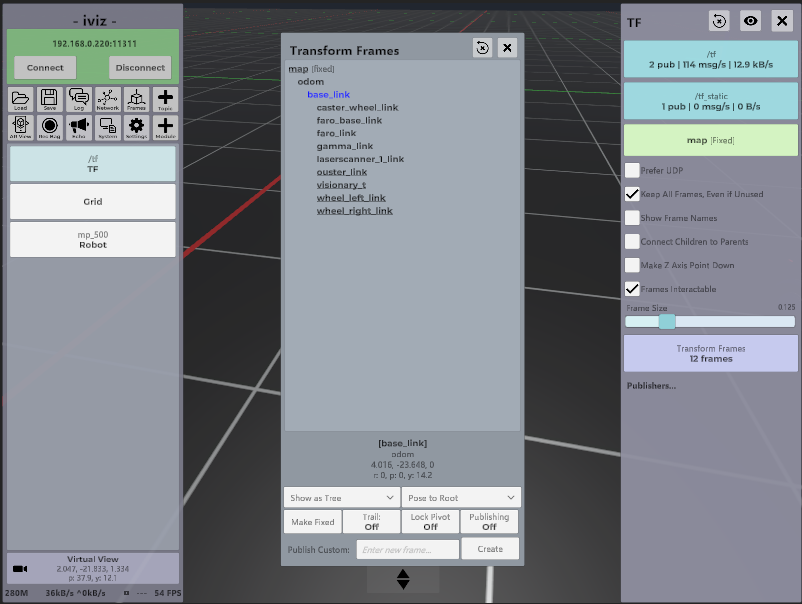 - iviz -
192.168.0.220:11311
Connect
Disconnect
Load
Save
Log
Network
Frames
Topic
AR View
Rec Bag
Echo
System
Settings
Module
/tf
TF
Grid
mp_500
Robot
Virtual View
2.047, -21.833, 1.334
p: 37.9, y: 12.1
280M
36kB/s ^0kB/s
---
54 FPS
Transform Frames
map (fixed)
odom
base_link
caster_wheel_link
faro_base_link
faro_link
gamma_link
laserscanner_1_link
ouster_link
visionary_t
wheel_left_link
wheel_right_link
[base_link]
odom
4.016, -23.648, 0
r: 0, p: 0, y: 14.2
Show as Tree
Pose to Root
Make Fixed
Trail:
Off
Lock Pivot
Off
Publishing
Off
Publish Custom:
Enter new frame...
Create
TF
/tf
2 pub | 114 msg/s | 12.9 kB/s
/tf_static
1 pub | 0 msg/s | 0 B/s
map [Fixed]
Prefer UDP
Keep All Frames, Even if Unused
Show Frame Names
Connect Children to Parents
Make Z Axis Point Down
Frames Interactable
Frame Size
0.125
Transform Frames
12 frames
Publishers...